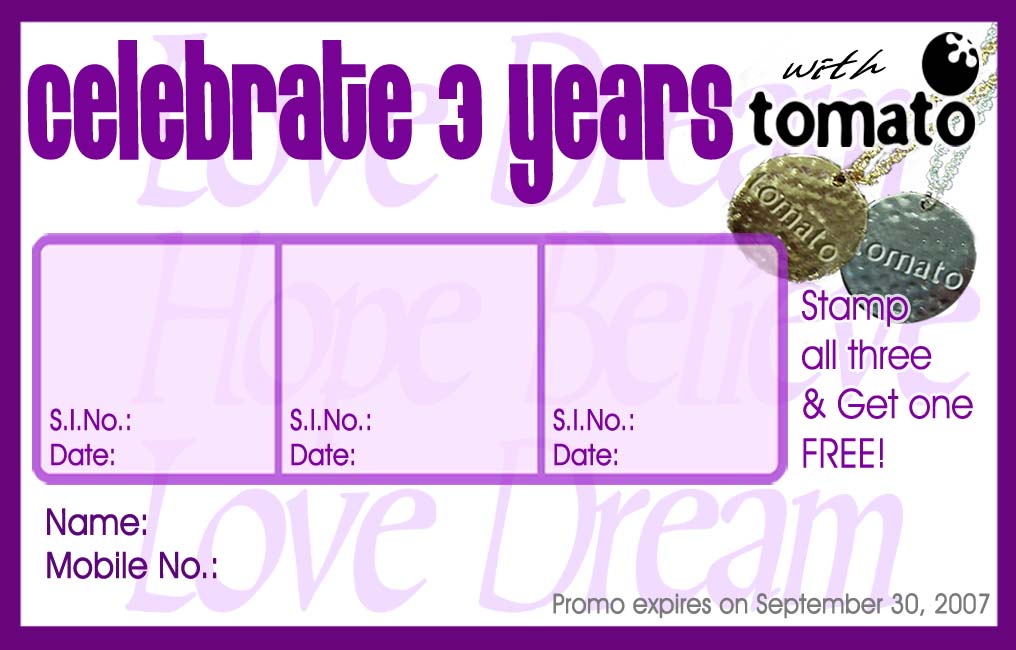 celebrate 3 years
with
tomato
tomato
tomato
Love Dream
Hope Believe
Love Dream
S.I.No.:
Date:
S.I.No.:
Date:
S.I.No.:
Date:
Stamp
all three
& Get one
FREE!
Name:
Mobile No.:
Promo expires on September 30, 2007